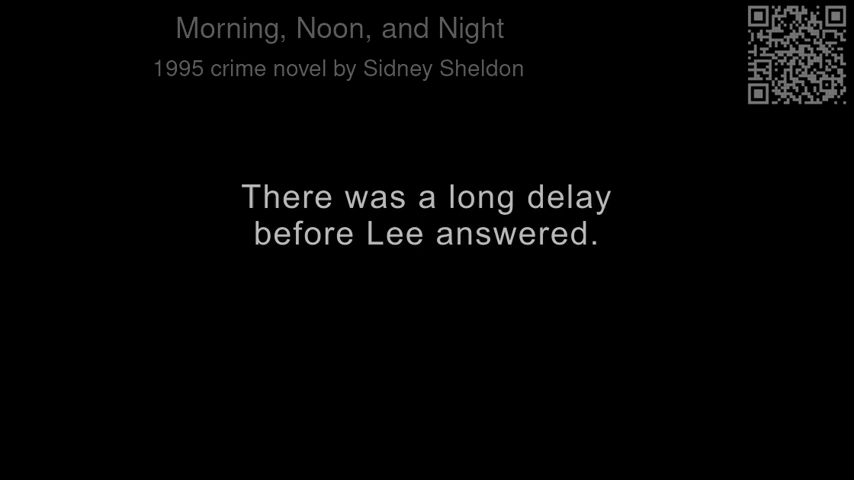 Morning, Noon, and Night
1995 crime novel by Sidney Sheldon
There was a long delay
before Lee answered.